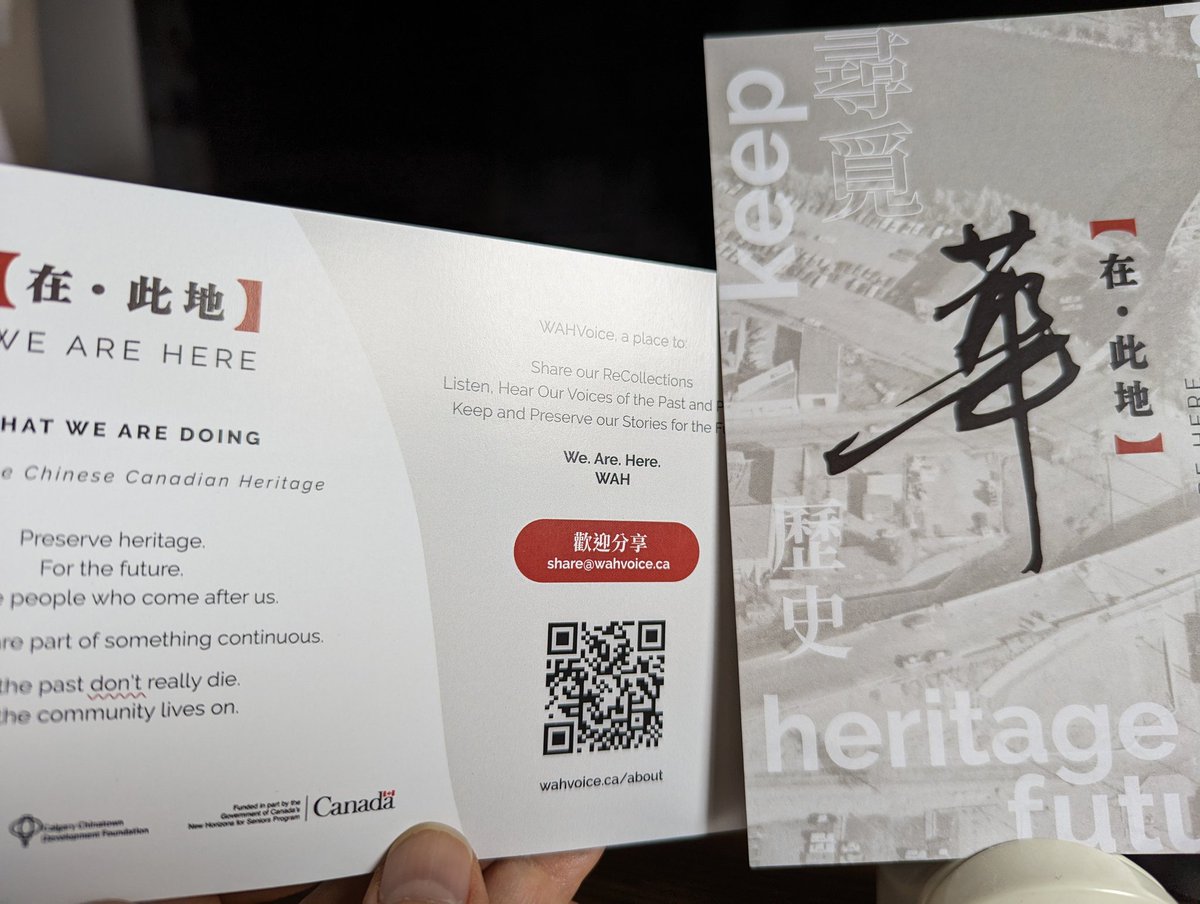 【在・此地】
WE ARE HERE
HAT WE ARE DOING
e Chinese Canadian Heritage
Preserve heritage.
For the future.
e people who come after us.
re part of something continuous.
the past don't really die.
the community lives on.
Calgary Chinatown
Development Foundation
Funded in part by the
Government of Canada's
New Horizons for Seniors Program
Canada
WAHVoice, a place to:
Share our ReCollections
Listen, Hear Our Voices of the Past and P
Keep and Preserve our Stories for the F
We. Are. Here.
WAH
歡迎分享
share@wahvoice.ca
wahvoice.ca/about
keep
尋覓
華
【在・此地】
HERE
歷史
heritage
futu